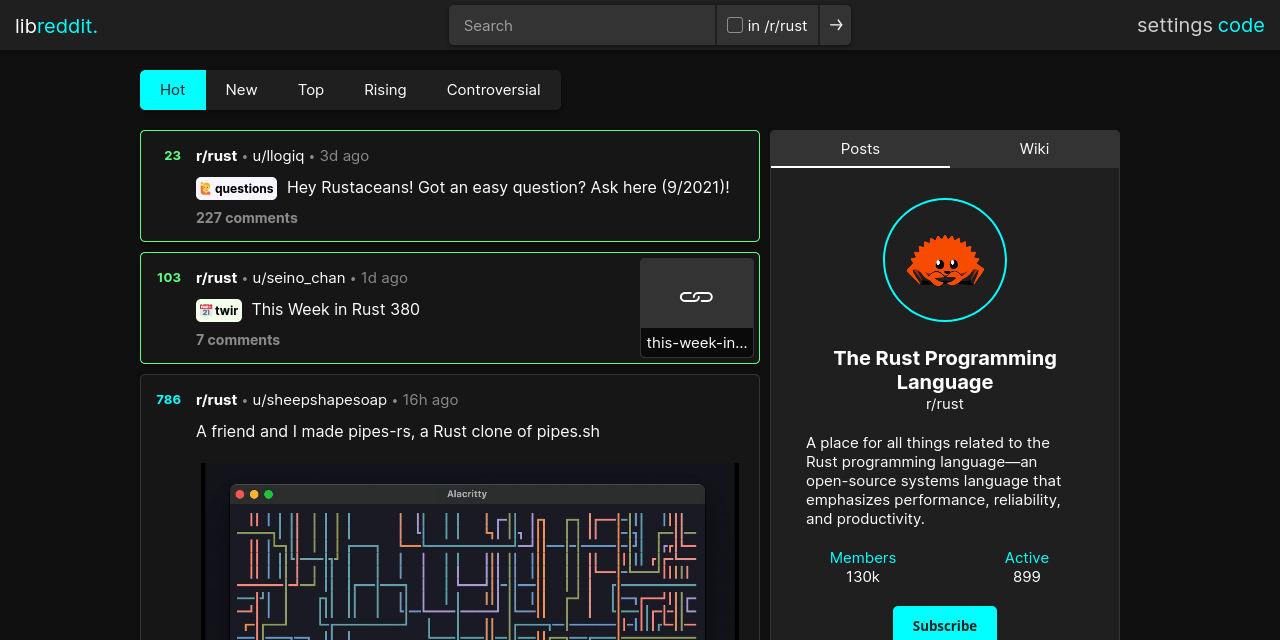 libreddit.
Search
in /r/rust
→
settings code
Hot
New
Top
Rising
Controversial
23
r/rust • u/llogiq • 3d ago
questions Hey Rustaceans! Got an easy question? Ask here (9/2021)!
227 comments
103
r/rust • u/seino_chan • 1d ago
twir This Week in Rust 380
7 comments
this-week-in...
786
r/rust • u/sheepshapesoap • 16h ago
A friend and I made pipes-rs, a Rust clone of pipes.sh
Alacritty
Posts
Wiki
The Rust Programming
Language
r/rust
A place for all things related to the
Rust programming language—an
open-source systems language that
emphasizes performance, reliability,
and productivity.
Members
130k
Active
899
Subscribe